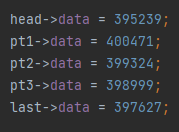 head->data = 395239;
pt1->data = 400471;
pt2->data = 399324;
pt3->data = 398999;
last->data = 397627;